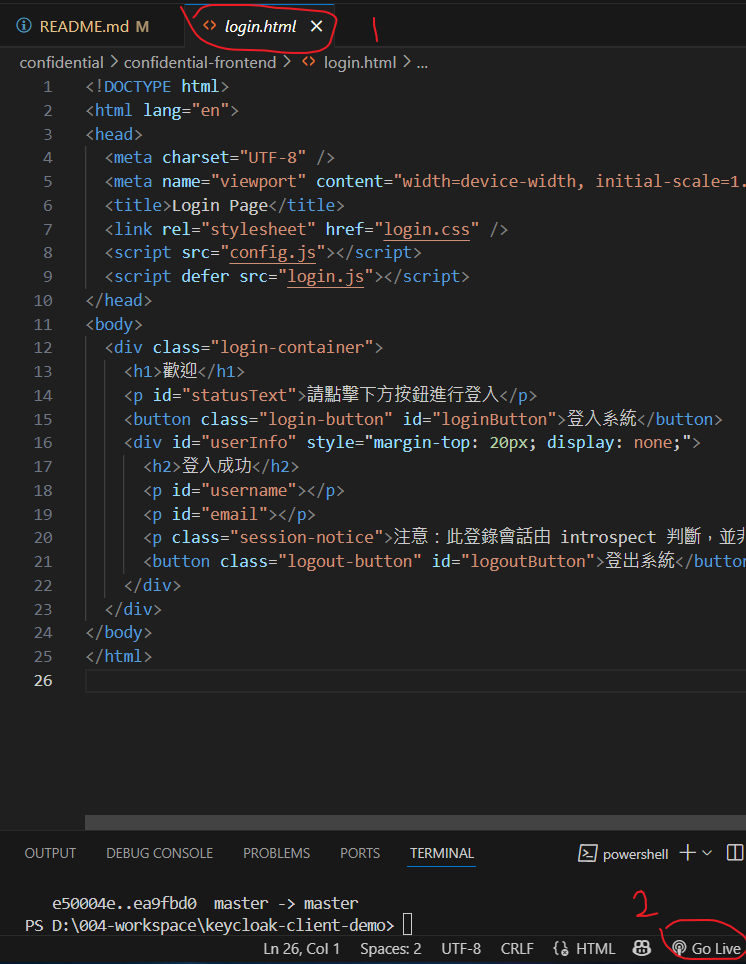 README.md M
login.html
1
confidential > confidential-frontend > login.html > ...
1 <!DOCTYPE html>
2 <html lang="en">
3 <head>
4 <meta charset="UTF-8" />
5 <meta name="viewport" content="width=device-width, initial-scale=1.
6 <title>Login Page</title>
7 <link rel="stylesheet" href="login.css" />
8 <script src="config.js"></script>
9 <script defer src="login.js"></script>
10 </head>
11 <body>
12 <div class="login-container">
13 <h1>歡迎</h1>
14 <p id="statusText">請點擊下方按鈕進行登入</p>
15 <button class="login-button" id="loginButton">登入系統</button>
16 <div id="userInfo" style="margin-top: 20px; display: none;">
17 <h2>登入成功</h2>
18 <p id="username"></p>
19 <p id="email"></p>
20 <p class="session-notice">注意：此登錄會話由 introspect 判斷，並非
21 <button class="logout-button" id="logoutButton">登出系統</button
22 </div>
23 </div>
24 </body>
25 </html>
26
OUTPUT DEBUG CONSOLE PROBLEMS PORTS TERMINAL powershell
e50004e..ea9fbd0 master -> master
PS D:\004-workspace\keycloak-client-demo>
2
Ln 26, Col 1 Spaces: 2 UTF-8 CRLF HTML Go Live